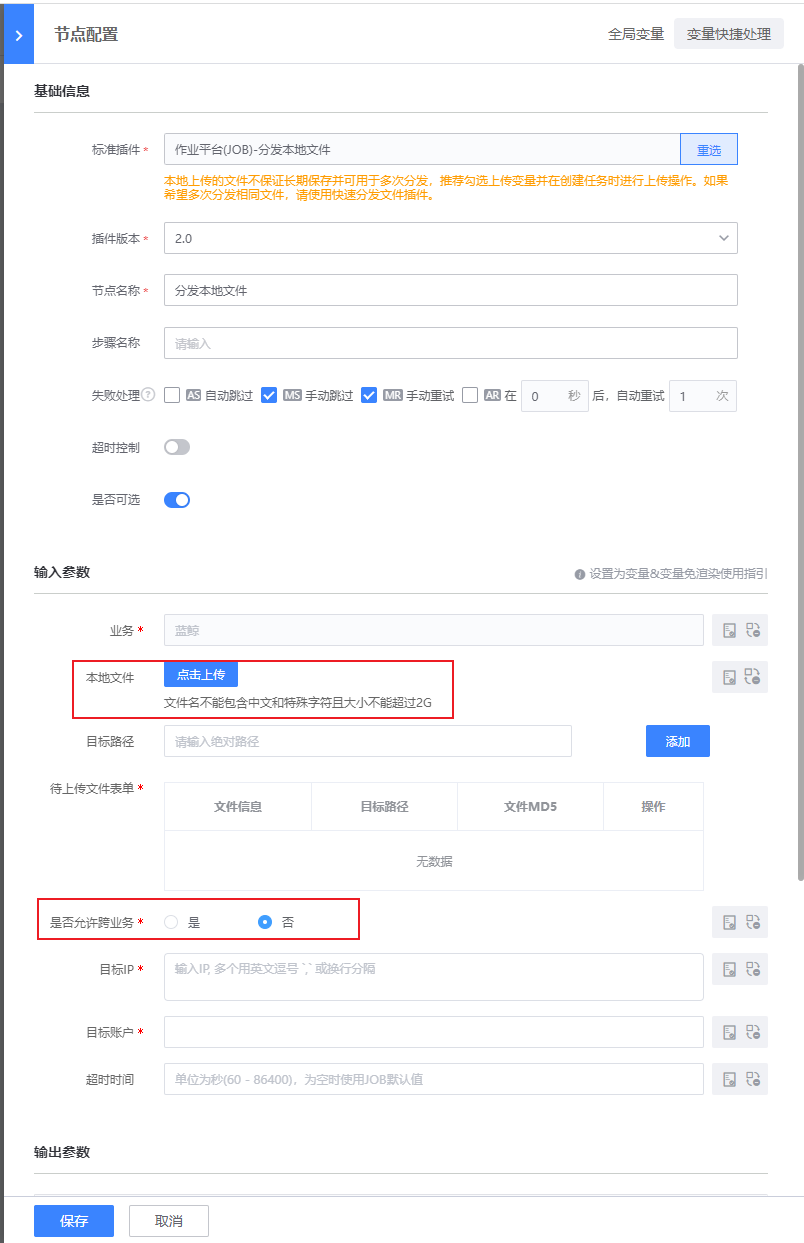 节点配置
全局变量 变量快捷处理
基础信息
标准插件 * 作业平台(JOB)-分发本地文件 重选
本地上传的文件不保证长期保存并可用于多次分发，推荐勾选上传变量并在创建任务时进行上传操作。如果
希望多次分发相同文件，请使用快速分发文件插件。
插件版本 * 2.0
节点名称 * 分发本地文件
步骤名称 请输入
失败处理 ? AS 自动跳过 MS 手动跳过 MR 手动重试 AR 在 0 秒 后，自动重试 1 次
超时控制
是否可选
输入参数 设置为变量&变量免渲染使用指引
业务 * 蓝鲸
本地文件 点击上传
文件名不能包含中文和特殊字符且大小不能超过2G
目标路径 请输入绝对路径 添加
待上传文件表单 *
文件信息 目标路径 文件MD5 操作
无数据
是否允许跨业务 * 是 否
目标IP * 输入IP, 多个用英文逗号 `,` 或换行分隔
目标账户 *
超时时间 单位为秒(60 - 86400)，为空时使用JOB默认值
输出参数
保存 取消